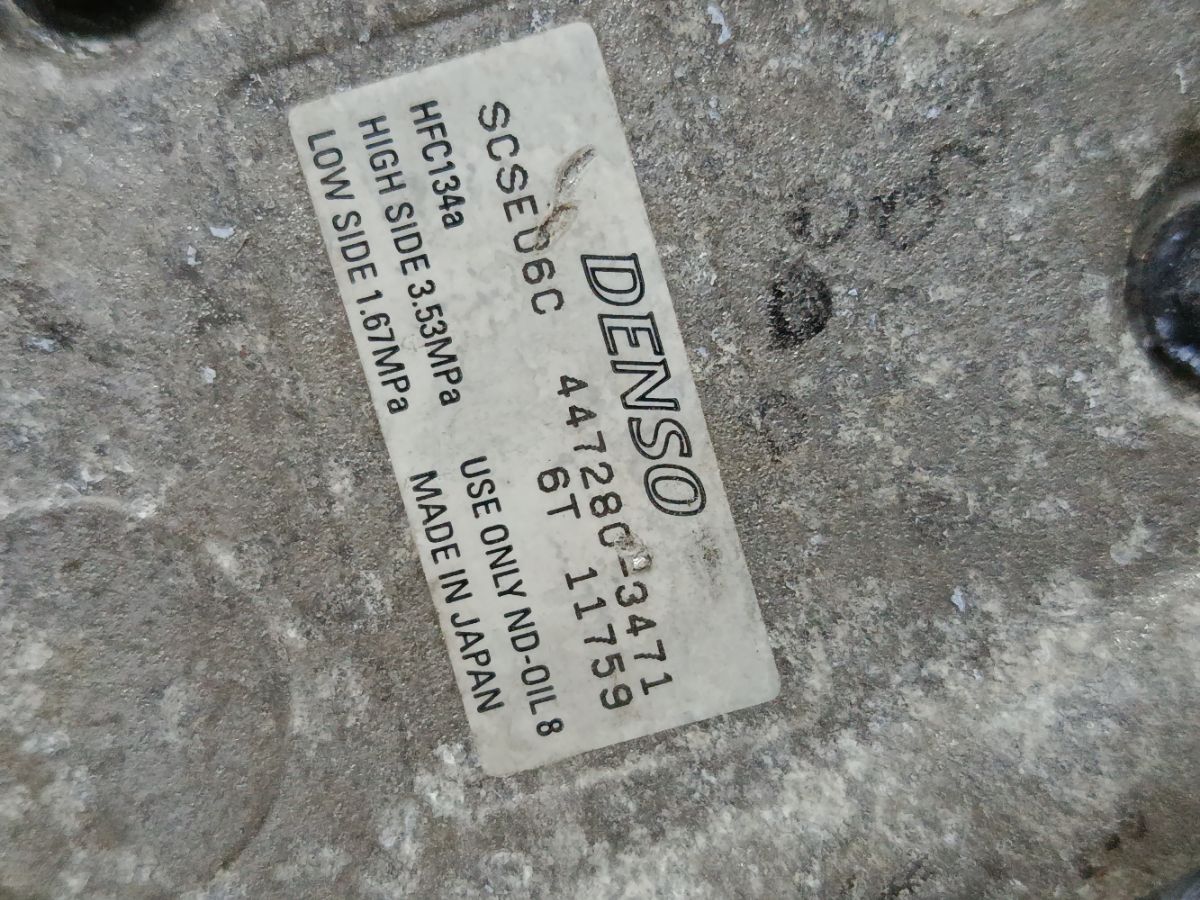 DENSO
SCSE06C 447280-3471
6T 11759
HFC134a
HIGH SIDE 3.53MPa USE ONLY ND-OIL 8
LOW SIDE 1.67MPa MADE IN JAPAN